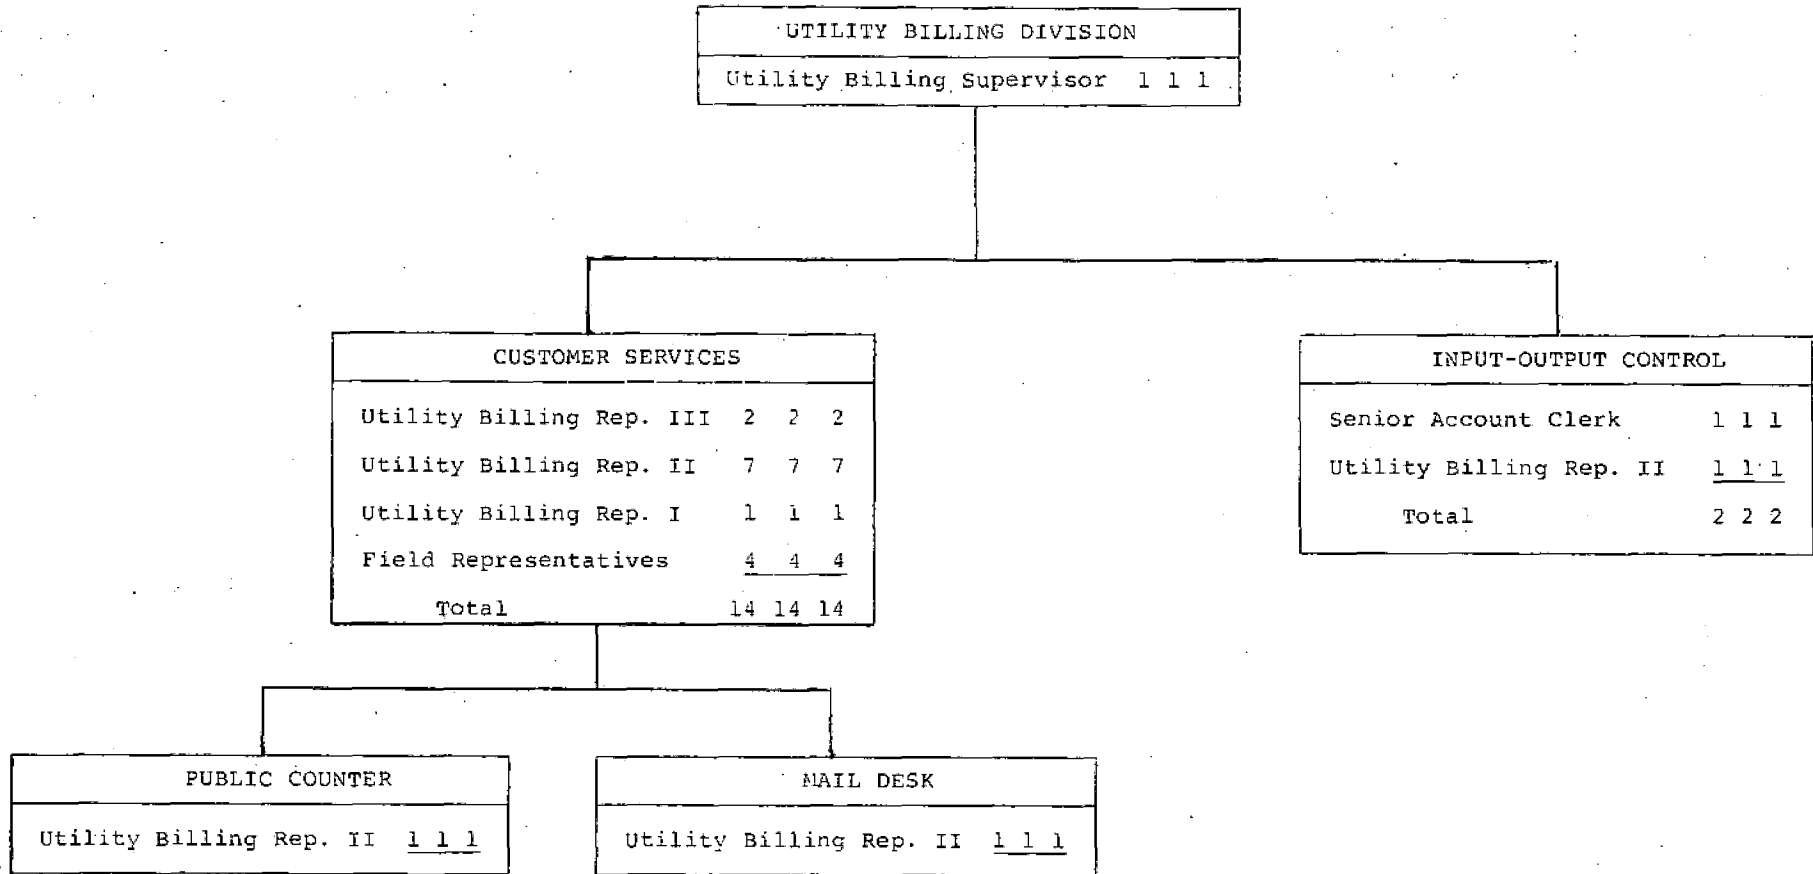 UTILITY BILLING DIVISION
Utility Billing Supervisor 1 1 1
CUSTOMER SERVICES
Utility Billing Rep. III 2 2 2
Utility Billing Rep. II 7 7 7
Utility Billing Rep. I 1 1 1
Field Representatives 4 4 4
Total 14 14 14
INPUT-OUTPUT CONTROL
Senior Account Clerk 1 1 1
Utility Billing Rep. II 1 1 1
Total 2 2 2
PUBLIC COUNTER
Utility Billing Rep. II 1 1 1
MAIL DESK
Utility Billing Rep. II 1 1 1